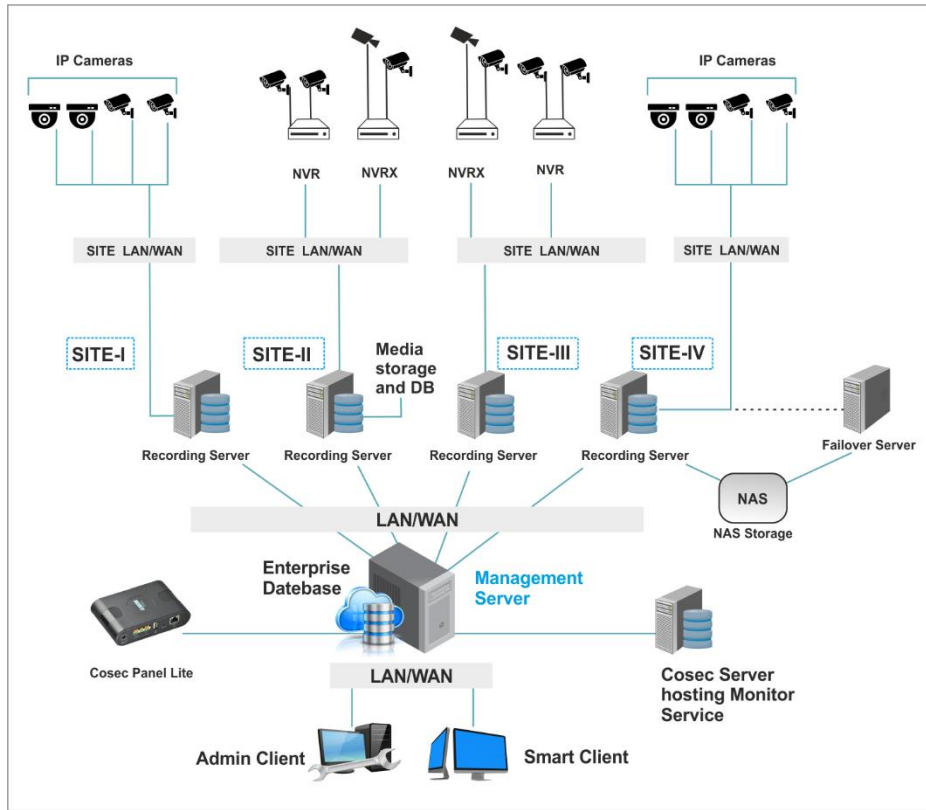 IP Cameras
IP Cameras
NVR
NVRX
NVRX
NVR
SITE LAN/WAN
SITE LAN/WAN
SITE LAN/WAN
SITE LAN/WAN
SITE-I
SITE-II
Media
storage
and DB
SITE-III
SITE-IV
Recording Server
Recording Server
Recording Server
Recording Server
Failover Server
NAS
NAS Storage
LAN/WAN
Enterprise
Datebase
Management
Server
Cosec Panel Lite
Cosec Server
hosting Monitor
Service
LAN/WAN
Admin Client
Smart Client